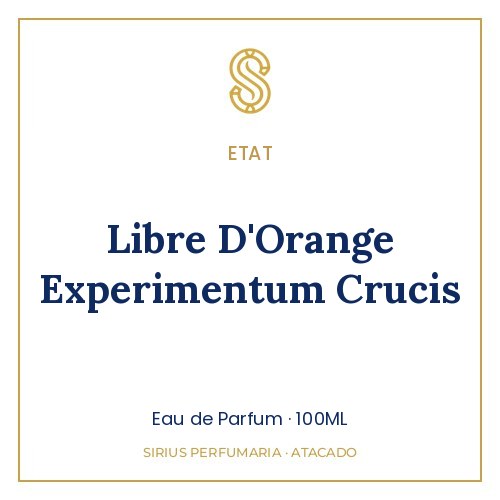 ETAT
Libre D'Orange
Experimentum Crucis
Eau de Parfum · 100ML
SIRIUS PERFUMARIA · ATACADO